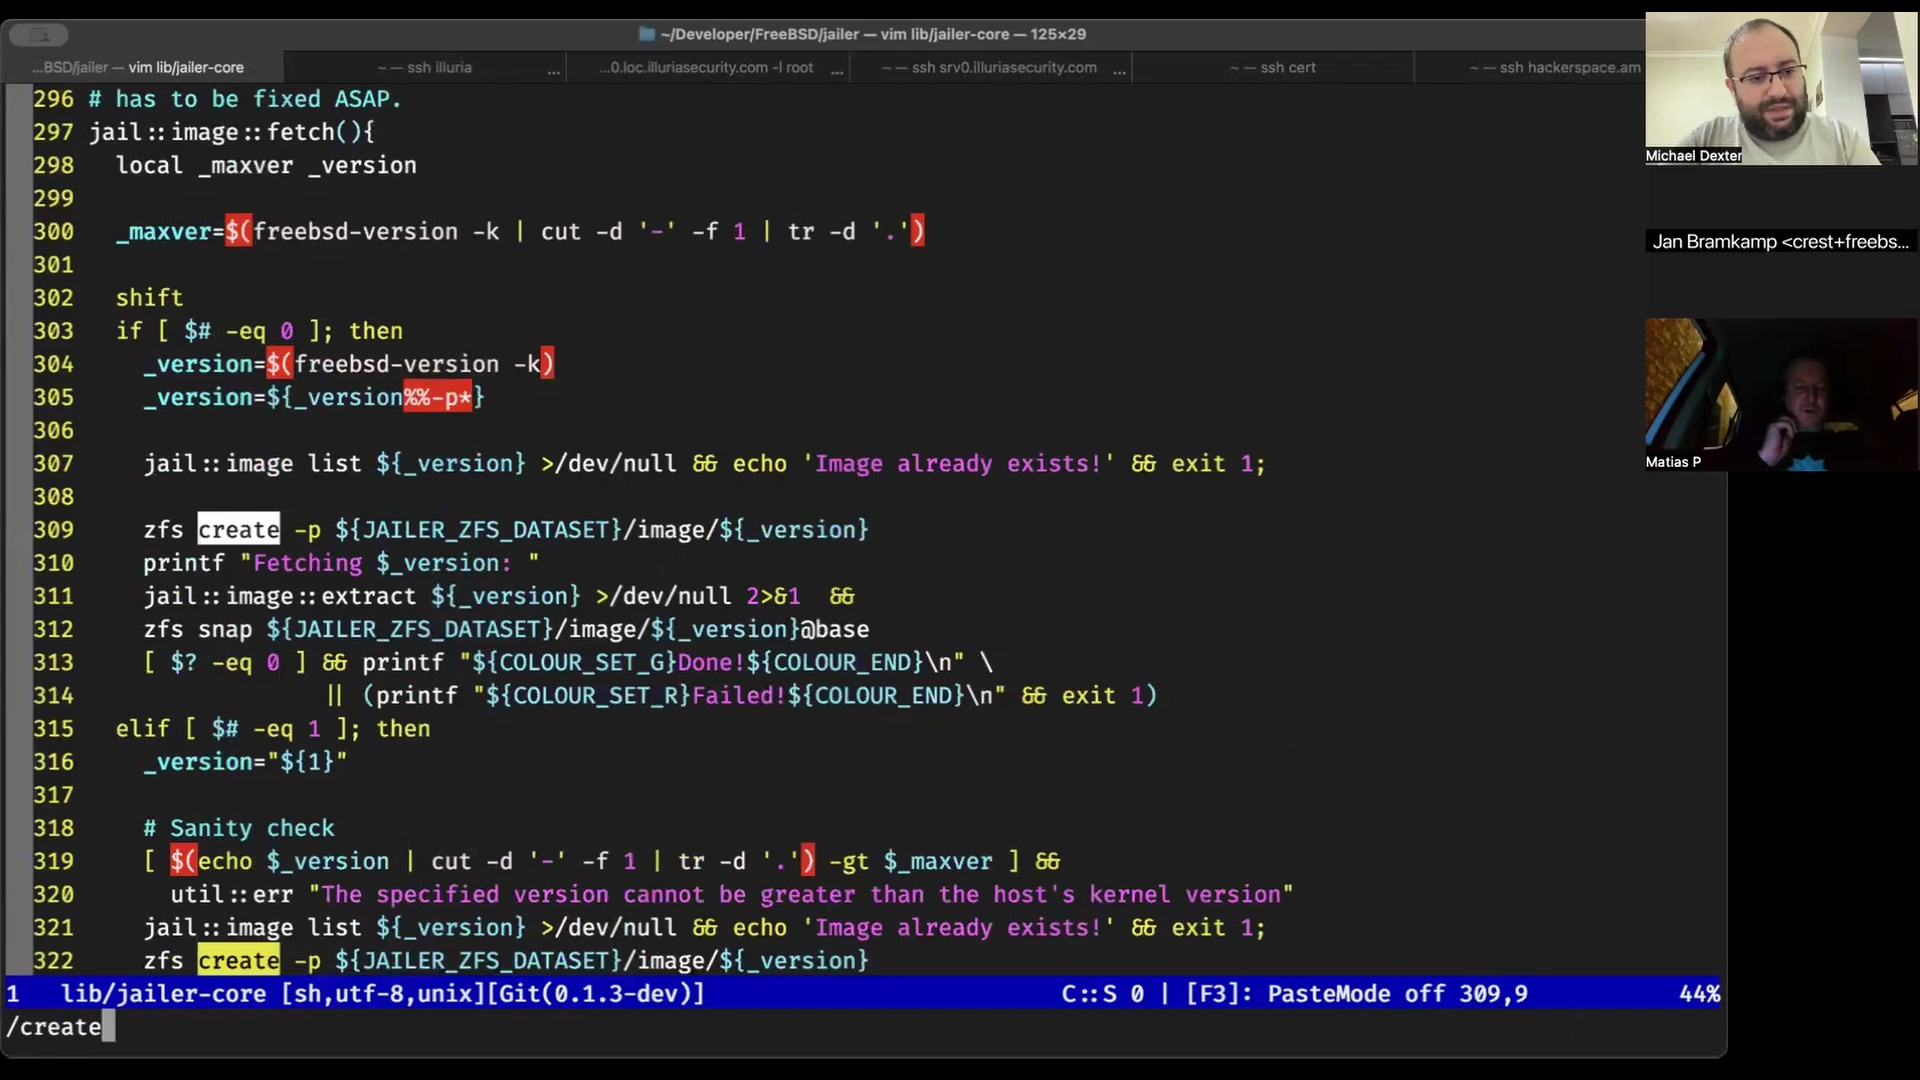 ~/Developer/FreeBSD/jailer — vim lib/jailer-core — 125×29
...BSD/jailer — vim lib/jailer-core
~ — ssh illuria ...
...0.loc.illuriasecurity.com -l root ...
~ — ssh srv0.illuriasecurity.com ...
~ — ssh cert
~ — ssh hackerspace.am
296 # has to be fixed ASAP.
297 jail::image::fetch(){
298   local _maxver _version
299
300   _maxver=$(freebsd-version -k | cut -d '-' -f 1 | tr -d '.')
301
302   shift
303   if [ $# -eq 0 ]; then
304     _version=$(freebsd-version -k)
305     _version=${_version%%-p*}
306
307     jail::image list ${_version} >/dev/null && echo 'Image already exists!' && exit 1;
308
309     zfs create -p ${JAILER_ZFS_DATASET}/image/${_version}
310     printf "Fetching $_version: "
311     jail::image::extract ${_version} >/dev/null 2>&1  &&
312     zfs snap ${JAILER_ZFS_DATASET}/image/${_version}@base
313     [ $? -eq 0 ] && printf "${COLOUR_SET_G}Done!${COLOUR_END}\n" \
314                  || (printf "${COLOUR_SET_R}Failed!${COLOUR_END}\n" && exit 1)
315   elif [ $# -eq 1 ]; then
316     _version="${1}"
317
318     # Sanity check
319     [ $(echo $_version | cut -d '-' -f 1 | tr -d '.') -gt $_maxver ] &&
320       util::err "The specified version cannot be greater than the host's kernel version"
321     jail::image list ${_version} >/dev/null && echo 'Image already exists!' && exit 1;
322     zfs create -p ${JAILER_ZFS_DATASET}/image/${_version}
1   lib/jailer-core [sh,utf-8,unix][Git(0.1.3-dev)]   C::S 0 | [F3]: PasteMode off 309,9   44%
/create
Michael Dexter
Jan Bramkamp <crest+freebs...
Matias P